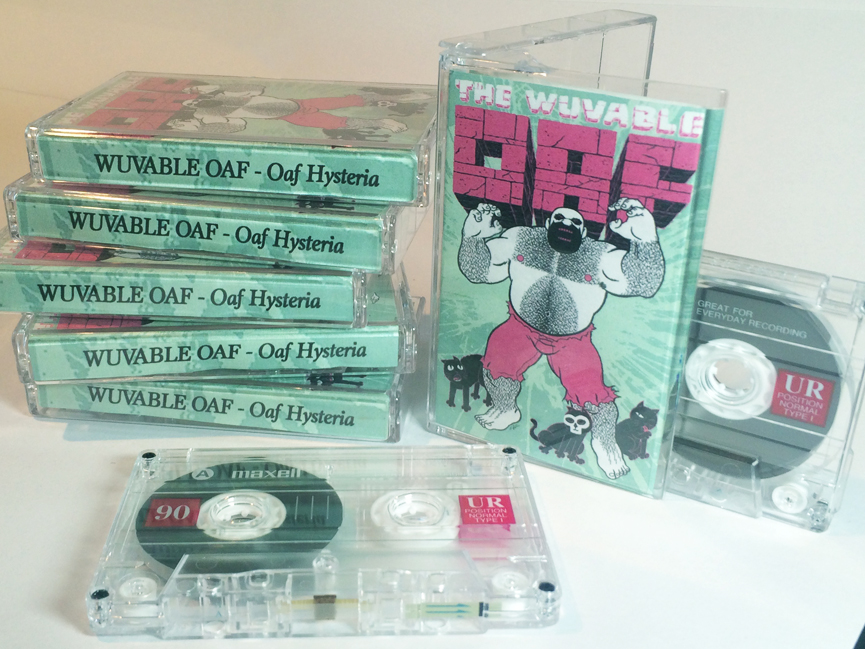 WUVABLE OAF - Oaf Hysteria
WUVABLE OAF - Oaf Hysteria
WUVABLE OAF - Oaf Hysteria
WUVABLE OAF - Oaf Hysteria
WUVABLE OAF - Oaf Hysteria
THE WUVABLE
OAF
GREAT FOR
EVERYDAY RECORDING
UR
POSITION
NORMAL
TYPE I
A maxell
90
UR
POSITION
NORMAL
TYPE I